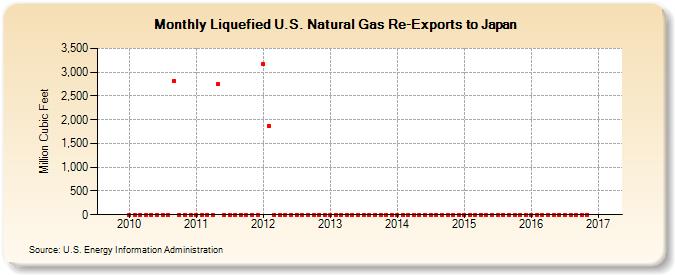 Monthly Liquefied U.S. Natural Gas Re-Exports to Japan
Million Cubic Feet
3,500
3,000
2,500
2,000
1,500
1,000
500
0
2010 2011 2012 2013 2014 2015 2016 2017
Source: U.S. Energy Information Administration